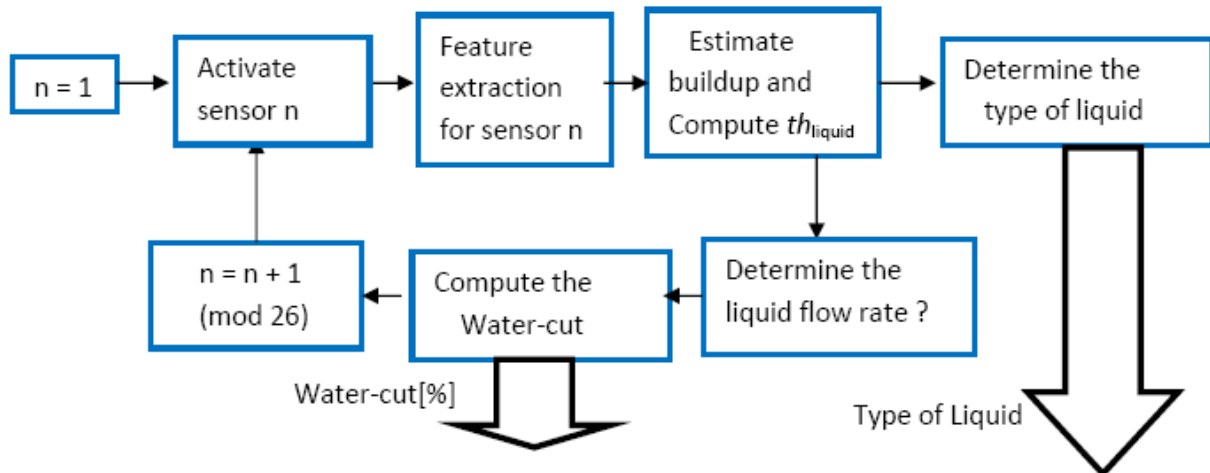 n = 1
Activate
sensor n
Feature
extraction
for sensor n
Estimate
buildup and
Compute th_liquid
Determine the
type of liquid
n = n + 1
(mod 26)
Compute the
Water-cut
Determine the
liquid flow rate ?
Water-cut[%]
Type of Liquid